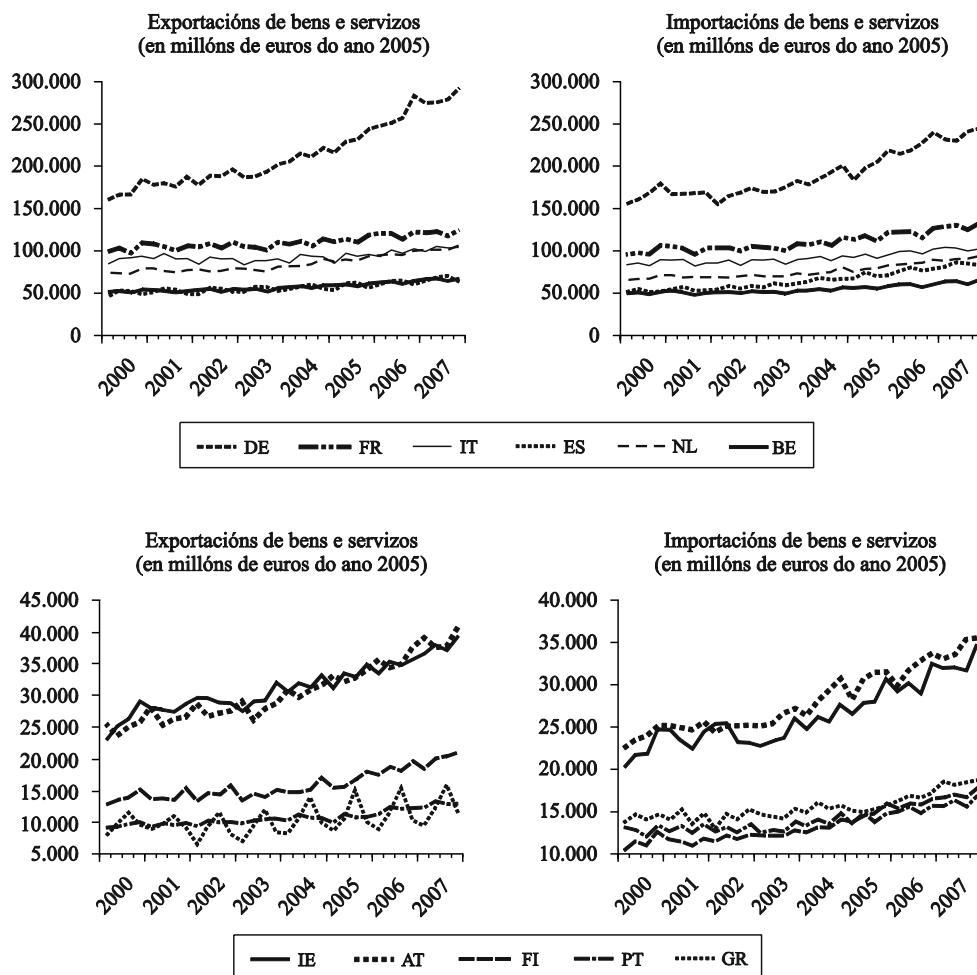 Exportacións de bens e servizos
(en millóns de euros do ano 2005)
300.000
250.000
200.000
150.000
100.000
50.000
0
2000 2001 2002 2003 2004 2005 2006 2007
Importacións de bens e servizos
(en millóns de euros do ano 2005)
300.000
250.000
200.000
150.000
100.000
50.000
0
2000 2001 2002 2003 2004 2005 2006 2007
DE FR IT ES NL BE
Exportacións de bens e servizos
(en millóns de euros do ano 2005)
45.000
40.000
35.000
30.000
25.000
20.000
15.000
10.000
5.000
2000 2001 2002 2003 2004 2005 2006 2007
Importacións de bens e servizos
(en millóns de euros do ano 2005)
40.000
35.000
30.000
25.000
20.000
15.000
10.000
2000 2001 2002 2003 2004 2005 2006 2007
IE AT FI PT GR